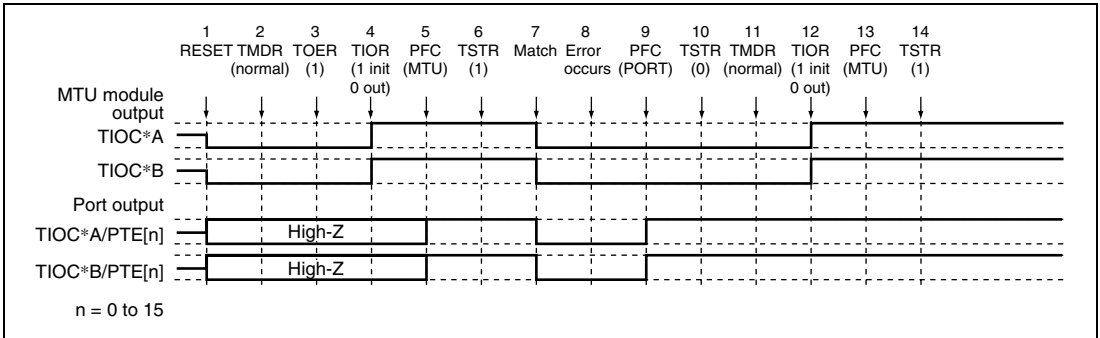 1 2 3 4 5 6 7 8 9 10 11 12 13 14
RESET TMDR TOER TIOR PFC TSTR Match Error PFC TSTR TMDR TIOR PFC TSTR
(normal) (1) (1 init (MTU) (1) occurs (PORT) (0) (normal) (1 init (MTU) (1)
0 out) 0 out)
MTU module
output
TIOC*A
TIOC*B
Port output
TIOC*A/PTE[n] High-Z
TIOC*B/PTE[n] High-Z
n = 0 to 15